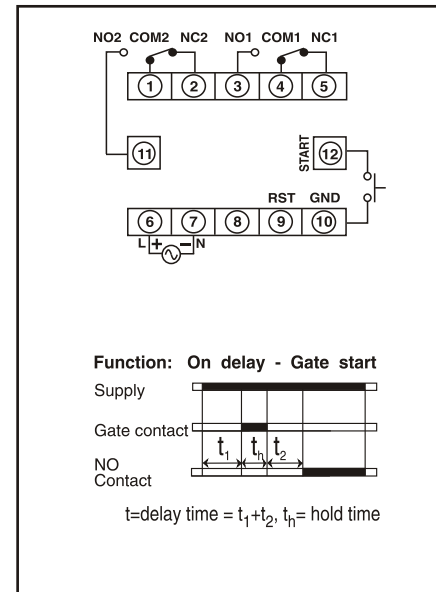 NO2 COM2 NC2 NO1 COM1 NC1
1 2 3 4 5
11 START 12
RST GND
6 7 8 9 10
L + − N
Function: On delay - Gate start
Supply
Gate contact
t1 th t2
NO
Contact
t=delay time = t1+t2, th= hold time